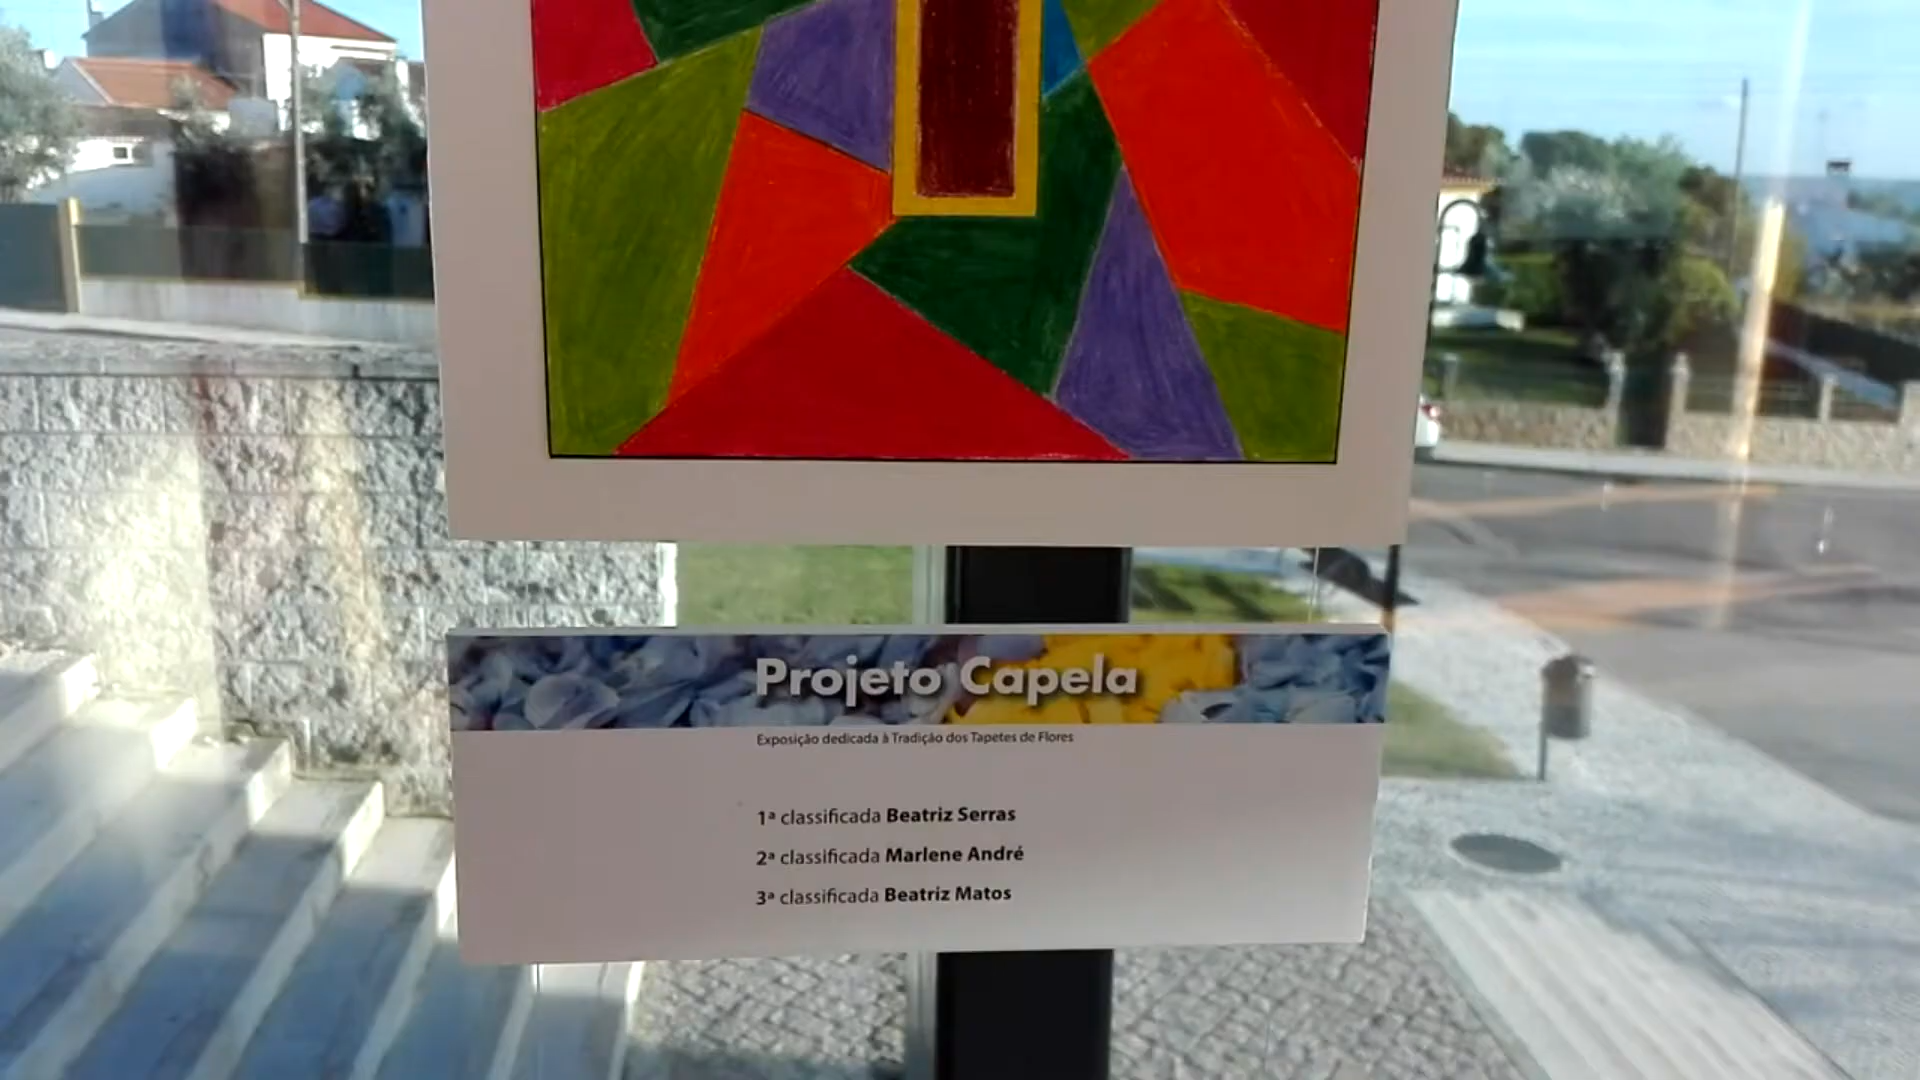 Projeto Capela
Exposição dedicada à Tradição dos Tapetes de Flores
1ª classificada Beatriz Serras
2ª classificada Marlene André
3ª classificada Beatriz Matos